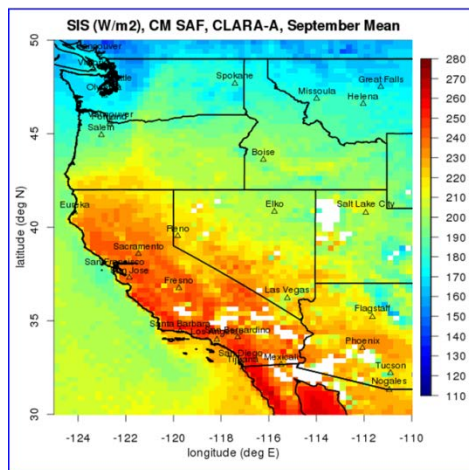 SIS (W/m2), CM SAF, CLARA-A, September Mean
50
45
40
35
30
latitude (deg N)
Vancouver
Spokane
Great Falls
Missoula
Helena
Vancouver
Portland
Salem
Boise
Eureka
Elko
Salt Lake City
Reno
Sacramento
San Francisco
San Jose
Fresno
Las Vegas
Flagstaff
Santa Barbara
Phoenix
San Diego
Mexicali
Tijuana
Tucson
Nogales
280
270
260
250
240
230
220
210
200
190
180
170
160
150
140
130
120
110
-124
-122
-120
-118
-116
-114
-112
-110
longitude (deg E)